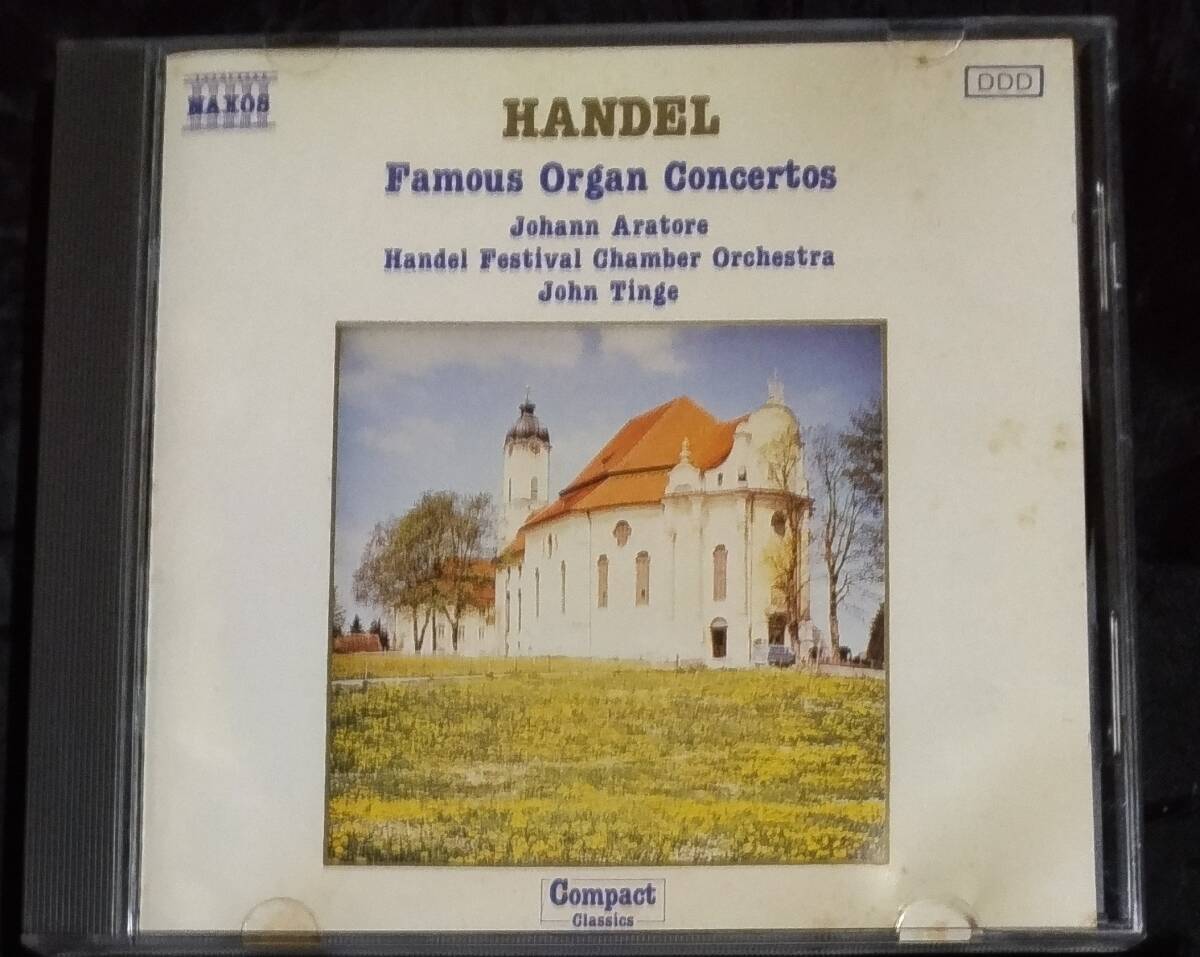 NAXOS
DDD
HANDEL
Famous Organ Concertos
Johann Aratore
Handel Festival Chamber Orchestra
John Tinge
Compact
Classics